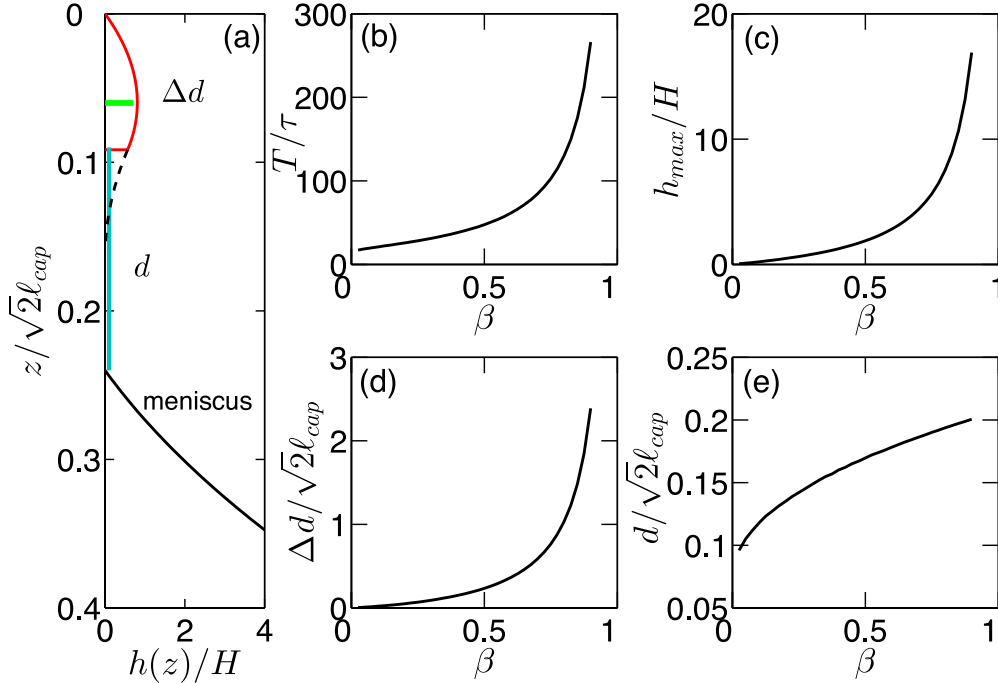 (a)
0
0.1
0.2
0.3
0.4
z/√2ℓ_cap
Δd
d
meniscus
0 2 4
h(z)/H
(b)
300
200
100
0
T/τ
0 0.5 1
β
(c)
20
10
0
h_max/H
0 0.5 1
β
(d)
3
2
1
0
Δd/√2ℓ_cap
0 0.5 1
β
(e)
0.25
0.2
0.15
0.1
0.05
d/√2ℓ_cap
0 0.5 1
β